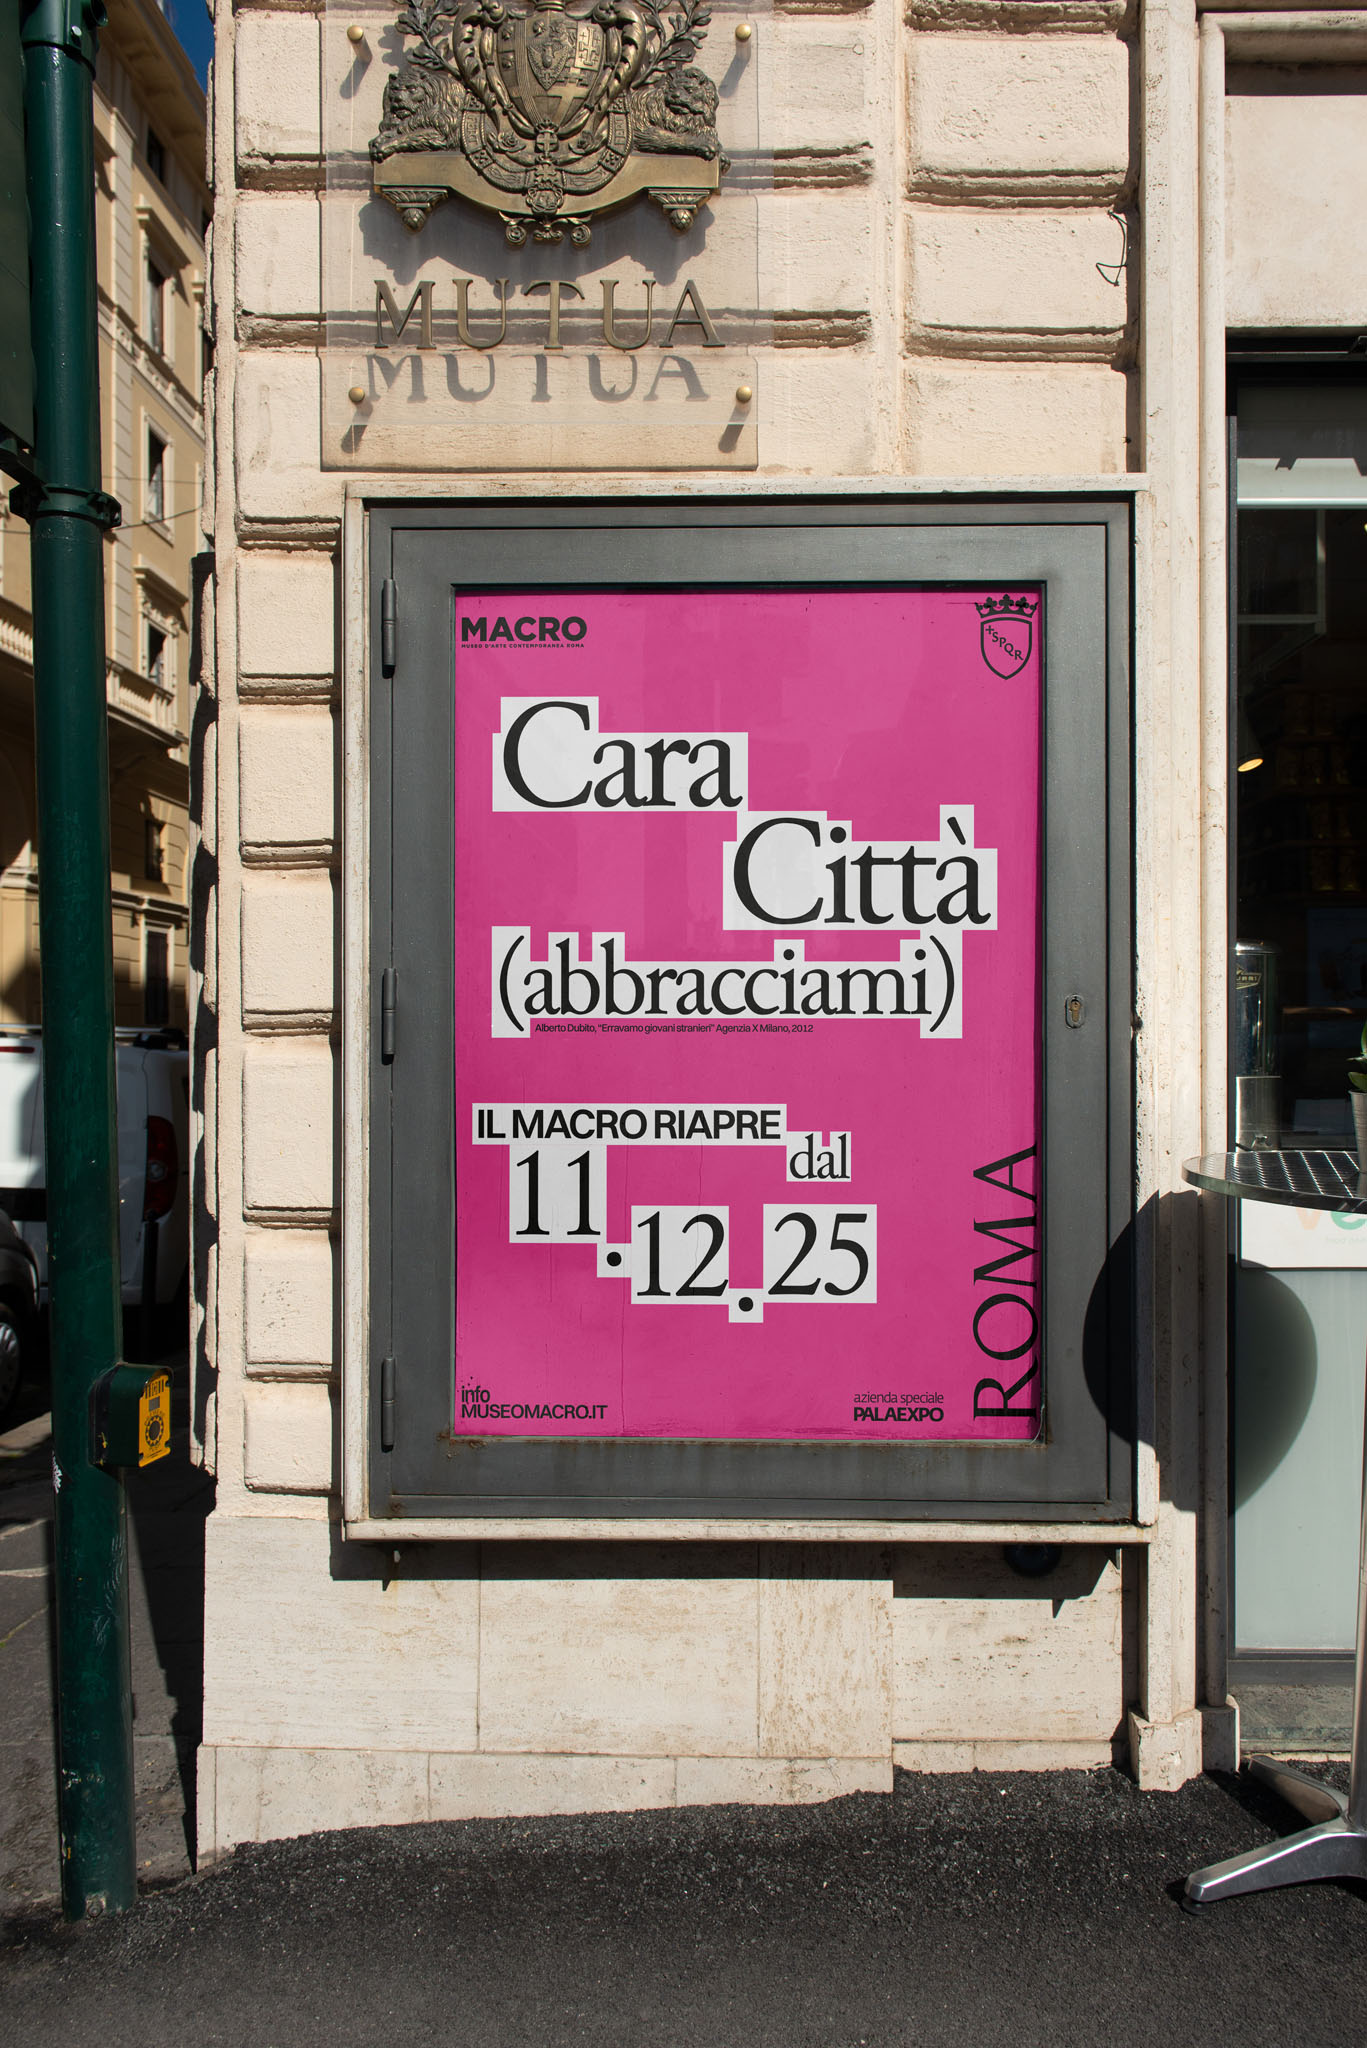 MUTUA
MACRO
MUSEO D'ARTE CONTEMPORANEA ROMA
SPQR
Cara
Città
(abbracciami)
Alberto Dubito, "Erravamo giovani stranieri" Agenzia X Milano, 2012
IL MACRO RIAPRE
dal
11.12.25
info
MUSEOMACRO.IT
azienda speciale
PALAEXPO
ROMA